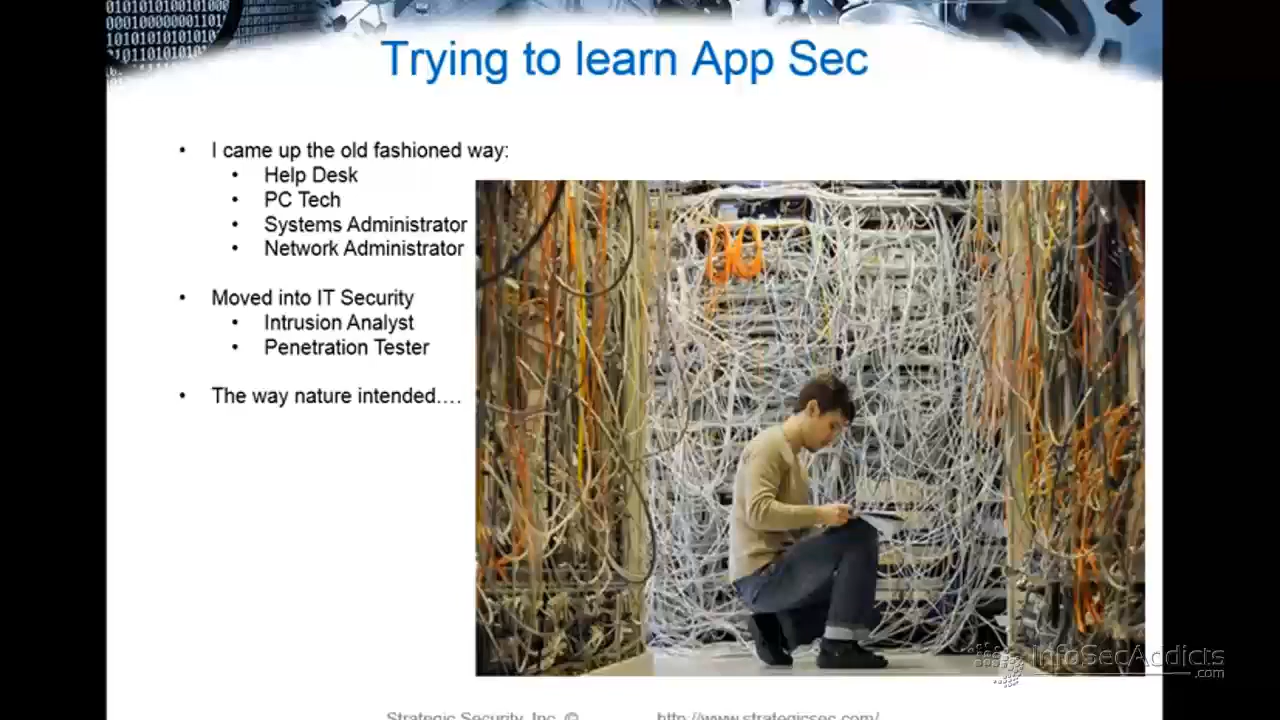 Trying to learn App Sec
• I came up the old fashioned way:
• Help Desk
• PC Tech
• Systems Administrator
• Network Administrator
• Moved into IT Security
• Intrusion Analyst
• Penetration Tester
• The way nature intended….
InfoSecAddicts
.com
Strategic Security, Inc. © http://www.strategicsec.com/